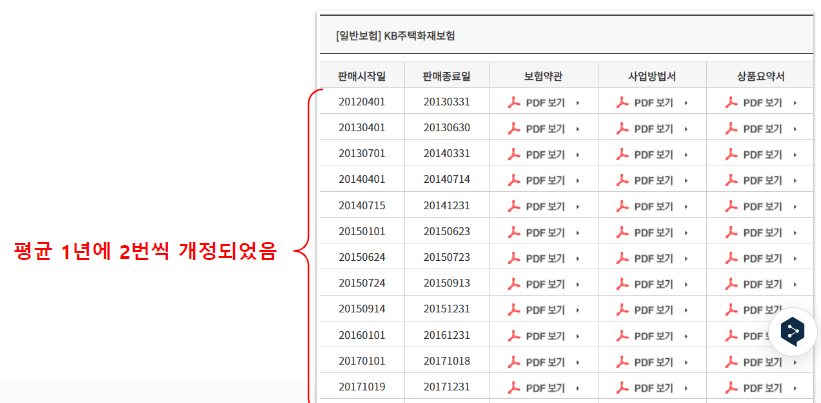 [일반보험] KB주택화재보험
판매시작일 판매종료일 보험약관 사업방법서 상품요약서
20120401 20130331 PDF 보기 PDF 보기 PDF 보기
20130401 20130630 PDF 보기 PDF 보기 PDF 보기
20130701 20140331 PDF 보기 PDF 보기 PDF 보기
20140401 20140714 PDF 보기 PDF 보기 PDF 보기
20140715 20141231 PDF 보기 PDF 보기 PDF 보기
20150101 20150623 PDF 보기 PDF 보기 PDF 보기
평균 1년에 2번씩 개정되었음
20150624 20150723 PDF 보기 PDF 보기 PDF 보기
20150724 20150913 PDF 보기 PDF 보기 PDF 보기
20150914 20151231 PDF 보기 PDF 보기 PDF 보기
20160101 20161231 PDF 보기 PDF 보기 PDF
20170101 20171018 PDF 보기 PDF 보기 PDF 보기
20171019 20171231 PDF 보기 PDF 보기 PDF 보기